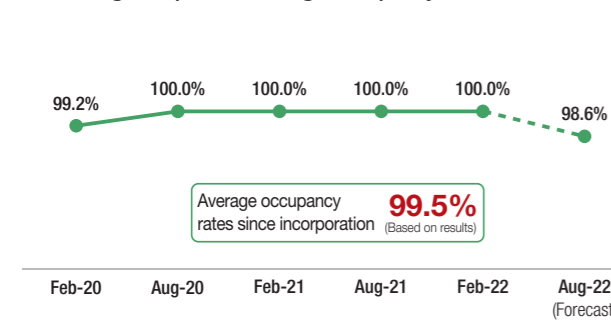 99.2%
100.0%
100.0%
100.0%
100.0%
98.6%
Average occupancy
rates since incorporation
99.5%
(Based on results)
Feb-20
Aug-20
Feb-21
Aug-21
Feb-22
Aug-22
(Forecast